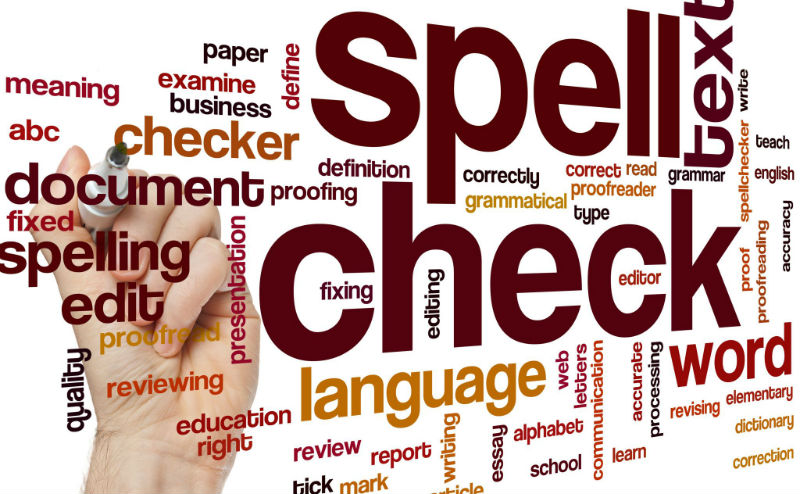 spell
check
text
paper
define
meaning
examine
business
write
abc
checker
teach
definition
correctly
correct
read
grammar
english
document
proofing
grammatical
proofreader
spellchecker
type
fixed
accuracy
spelling
presentation
proof
proofreading
fixing
editing
editor
edit
proofread
quality
reviewing
language
web
letters
communication
accurate
processing
word
education
right
revising
elementary
review
report
writing
essay
alphabet
dictionary
school
learn
correction
tick
mark